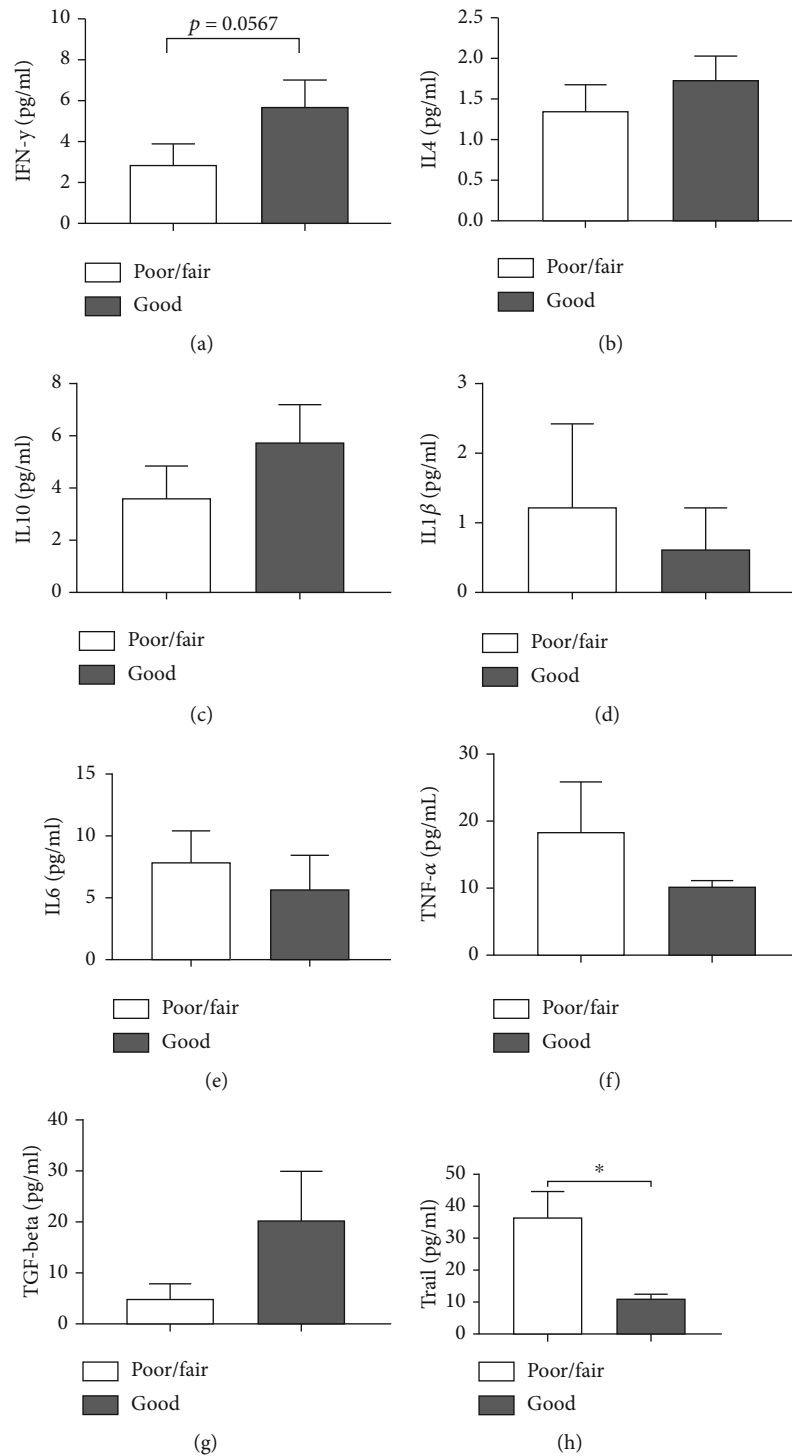 10
8
6
4
2
0
IFN-y (pg/ml)
p = 0.0567
Poor/fair
Good
(a)
2.5
2.0
1.5
1.0
0.5
0.0
IL4 (pg/ml)
Poor/fair
Good
(b)
8
6
4
2
0
IL10 (pg/ml)
Poor/fair
Good
(c)
3
2
1
0
IL1β (pg/ml)
Poor/fair
Good
(d)
15
10
5
0
IL6 (pg/ml)
Poor/fair
Good
(e)
30
20
10
0
TNF-α (pg/mL)
Poor/fair
Good
(f)
40
30
20
10
0
TGF-beta (pg/ml)
Poor/fair
Good
(g)
50
40
30
20
10
0
Trail (pg/ml)
*
Poor/fair
Good
(h)